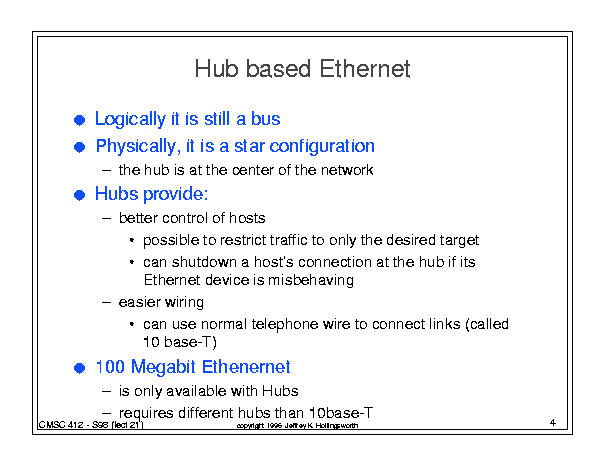 Hub based Ethernet
● Logically it is still a bus
● Physically, it is a star configuration
– the hub is at the center of the network
● Hubs provide:
– better control of hosts
• possible to restrict traffic to only the desired target
• can shutdown a host's connection at the hub if its
Ethernet device is misbehaving
– easier wiring
• can use normal telephone wire to connect links (called
10 base-T)
● 100 Megabit Ethenernet
– is only available with Hubs
– requires different hubs than 10base-T
CMSC 412 - S98 (lect 21) copyright 1996 Jeffrey K. Hollingsworth 4